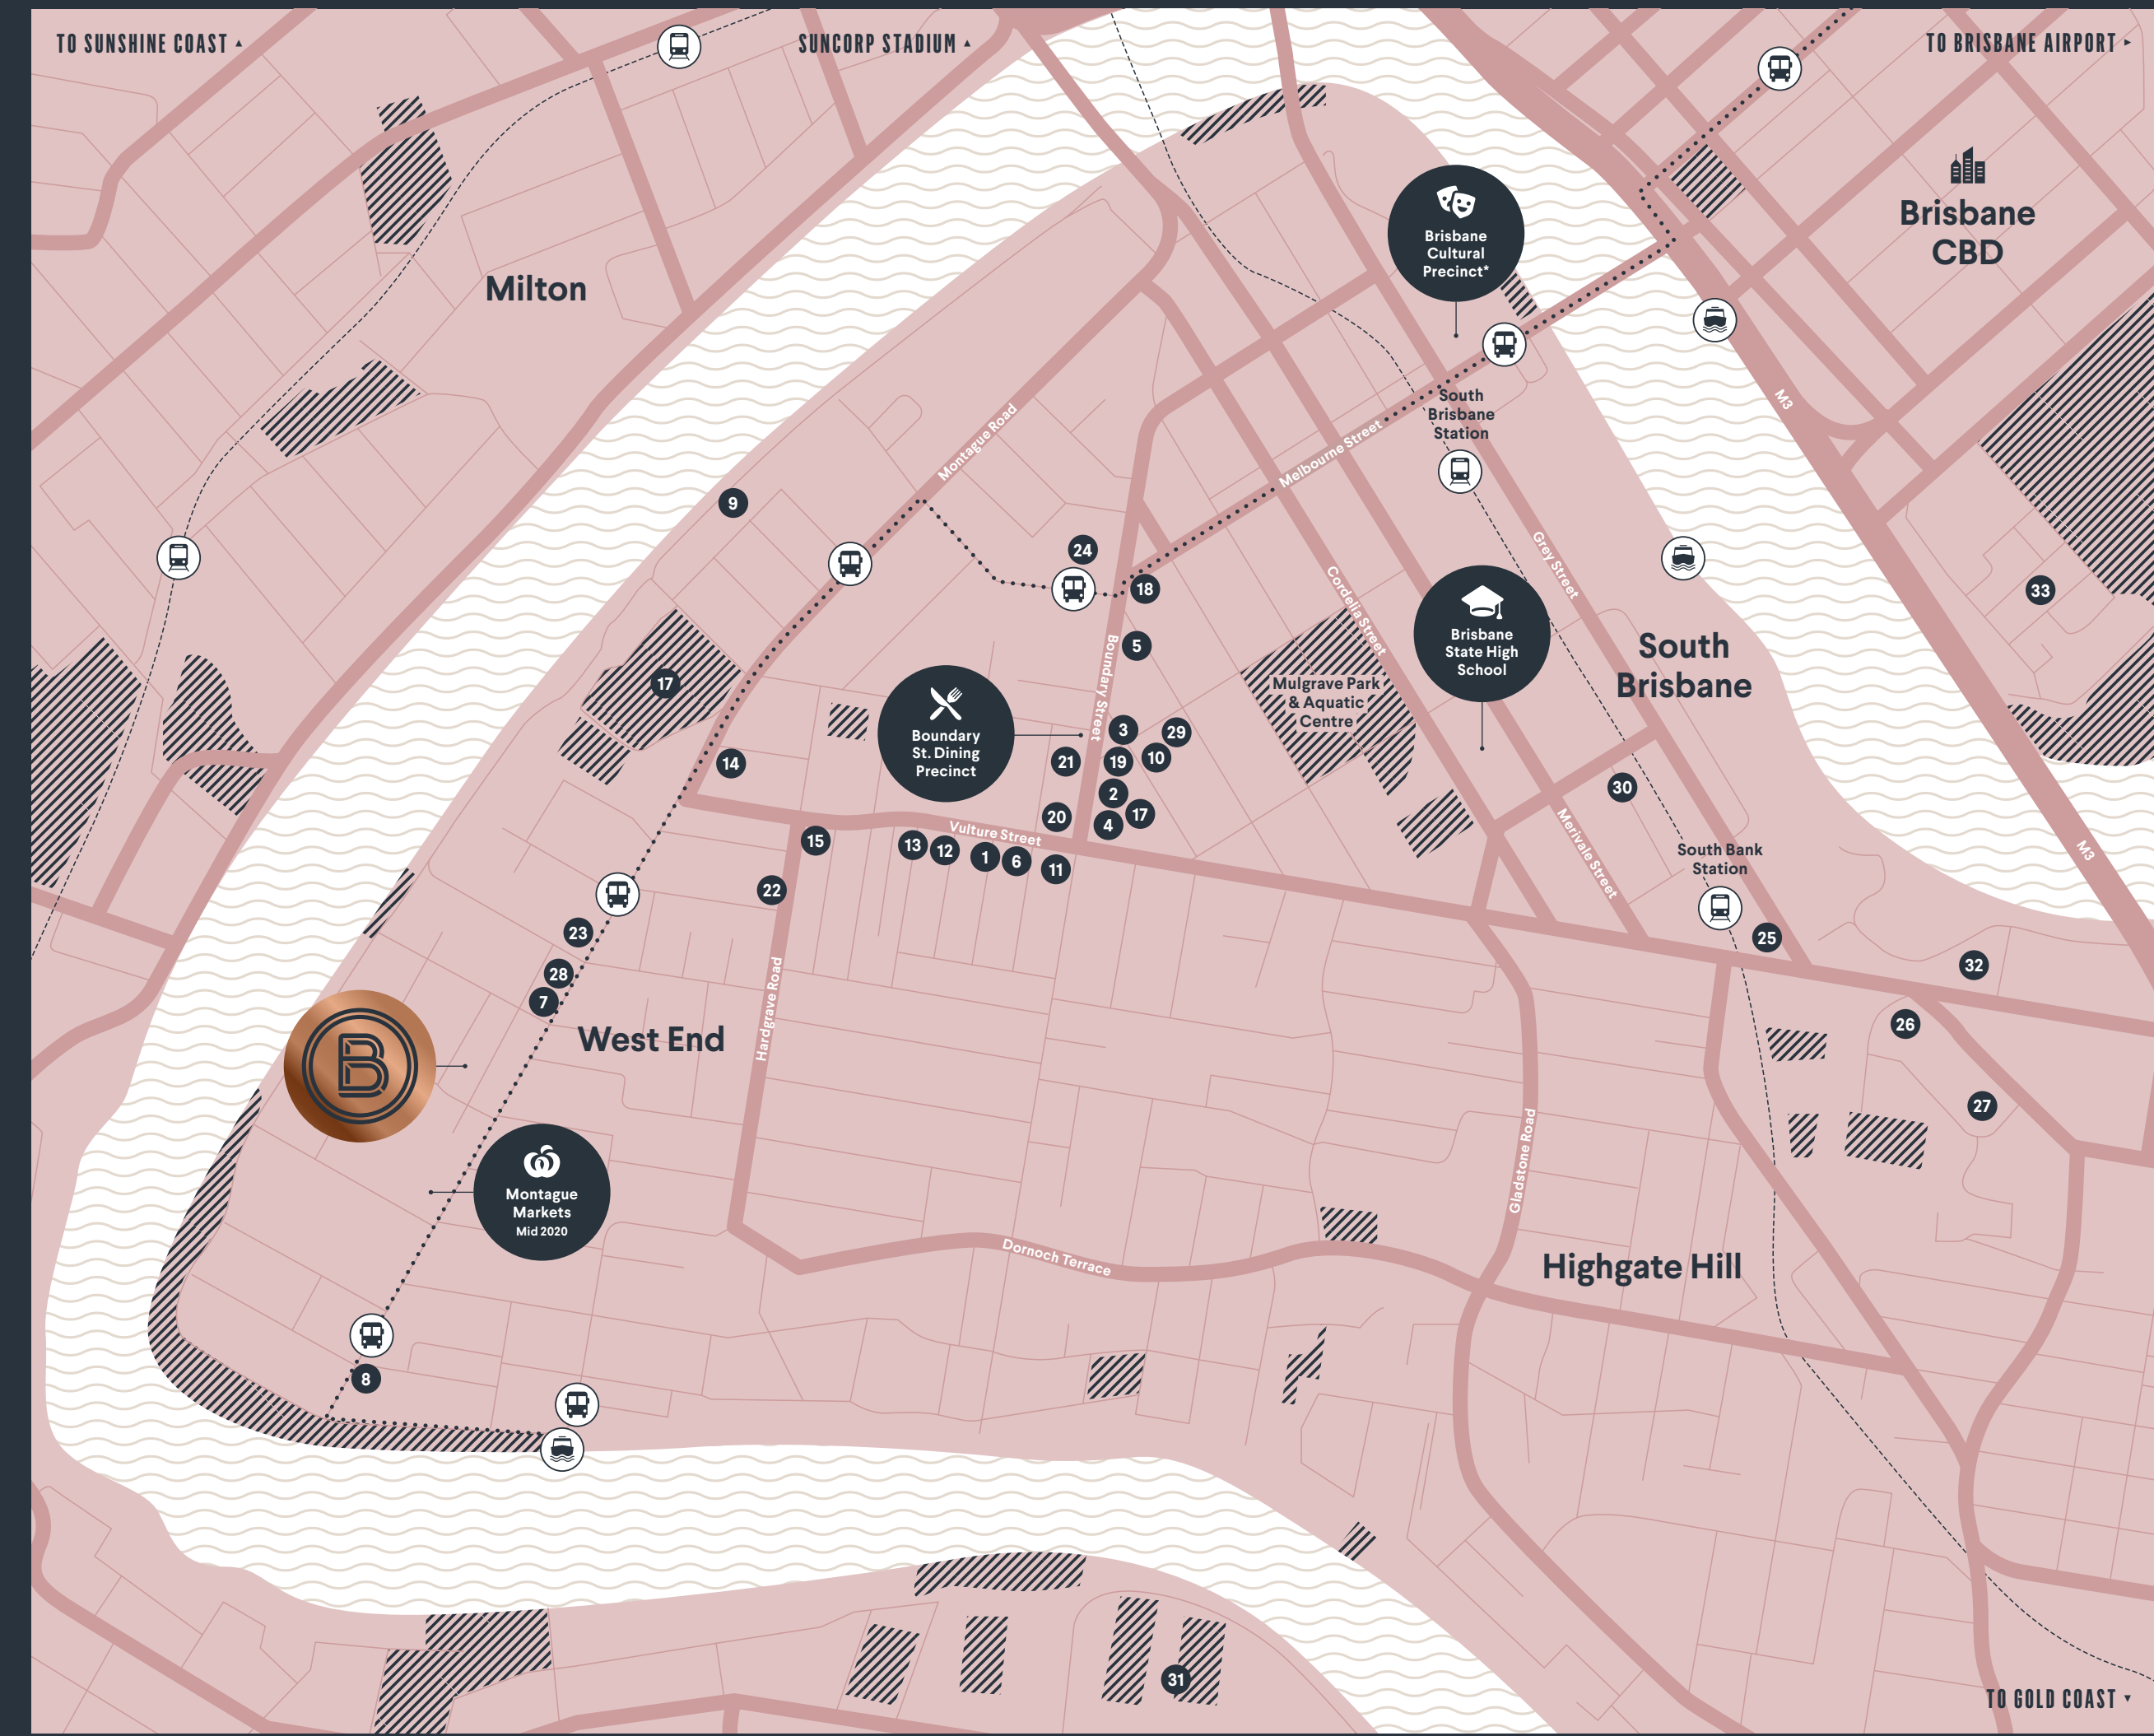 TO SUNSHINE COAST ▲
SUNCORP STADIUM ▲
TO BRISBANE AIRPORT ►
Brisbane
CBD
Brisbane
Cultural
Precinct*
Milton
M3
South
Brisbane
Station
Montague Road
Melbourne Street
9
24
18
Grey Street
Cordelia Street
33
5
Boundary Street
Brisbane
State High
School
South
Brisbane
17
Mulgrave Park
& Aquatic
Centre
Boundary
St. Dining
Precinct
3
29
14
21
19
10
2
30
20
4
17
Vulture Street
15
13
12
1
6
11
Merivale Street
South Bank
Station
M3
22
23
25
32
28
7
West End
Hardgrave Road
26
B
27
Gladstone Road
Montague
Markets
Mid 2020
Dornoch Terrace
Highgate Hill
8
31
TO GOLD COAST ▼